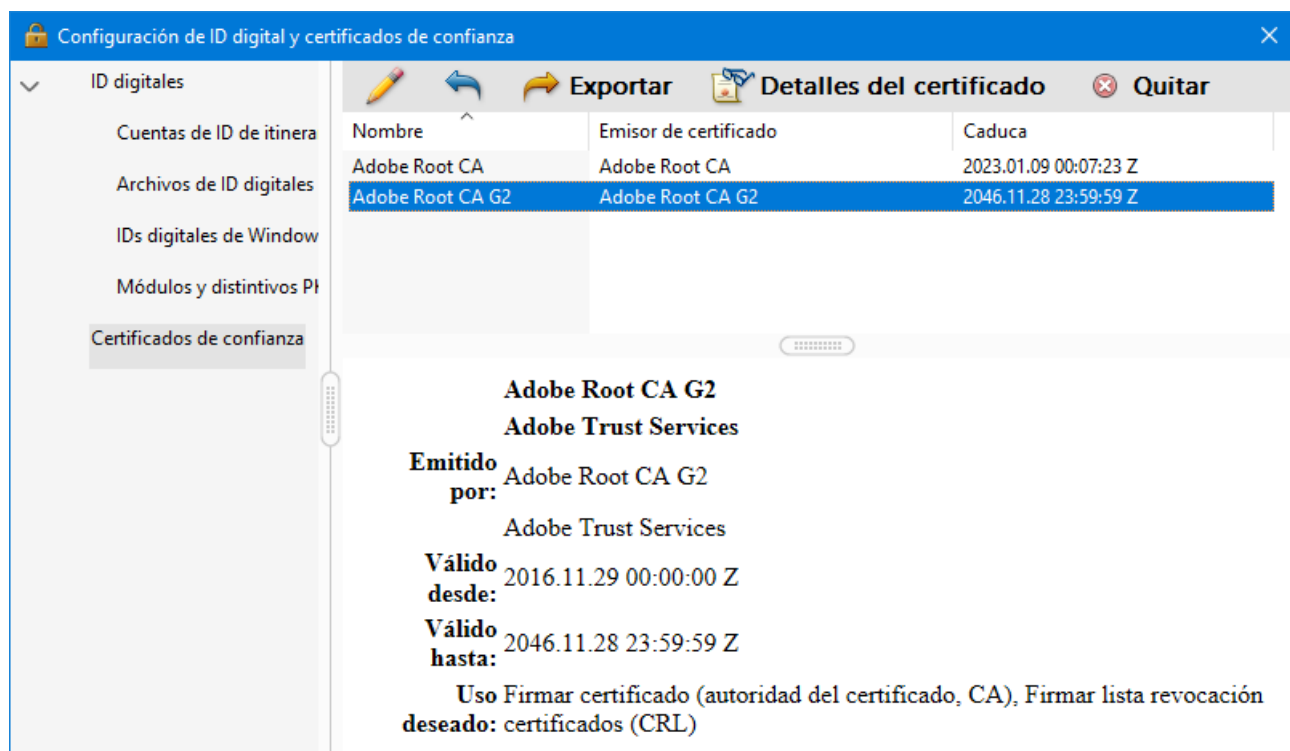 Configuración de ID digital y certificados de confianza
ID digitales
Cuentas de ID de itinera
Archivos de ID digitales
IDs digitales de Window
Módulos y distintivos PK
Certificados de confianza
Exportar Detalles del certificado Quitar
Nombre Emisor de certificado Caduca
Adobe Root CA Adobe Root CA 2023.01.09 00:07:23 Z
Adobe Root CA G2 Adobe Root CA G2 2046.11.28 23:59:59 Z
Adobe Root CA G2
Adobe Trust Services
Emitido por: Adobe Root CA G2
Adobe Trust Services
Válido desde: 2016.11.29 00:00:00 Z
Válido hasta: 2046.11.28 23:59:59 Z
Uso Firmar certificado (autoridad del certificado, CA), Firmar lista revocación
deseado: certificados (CRL)